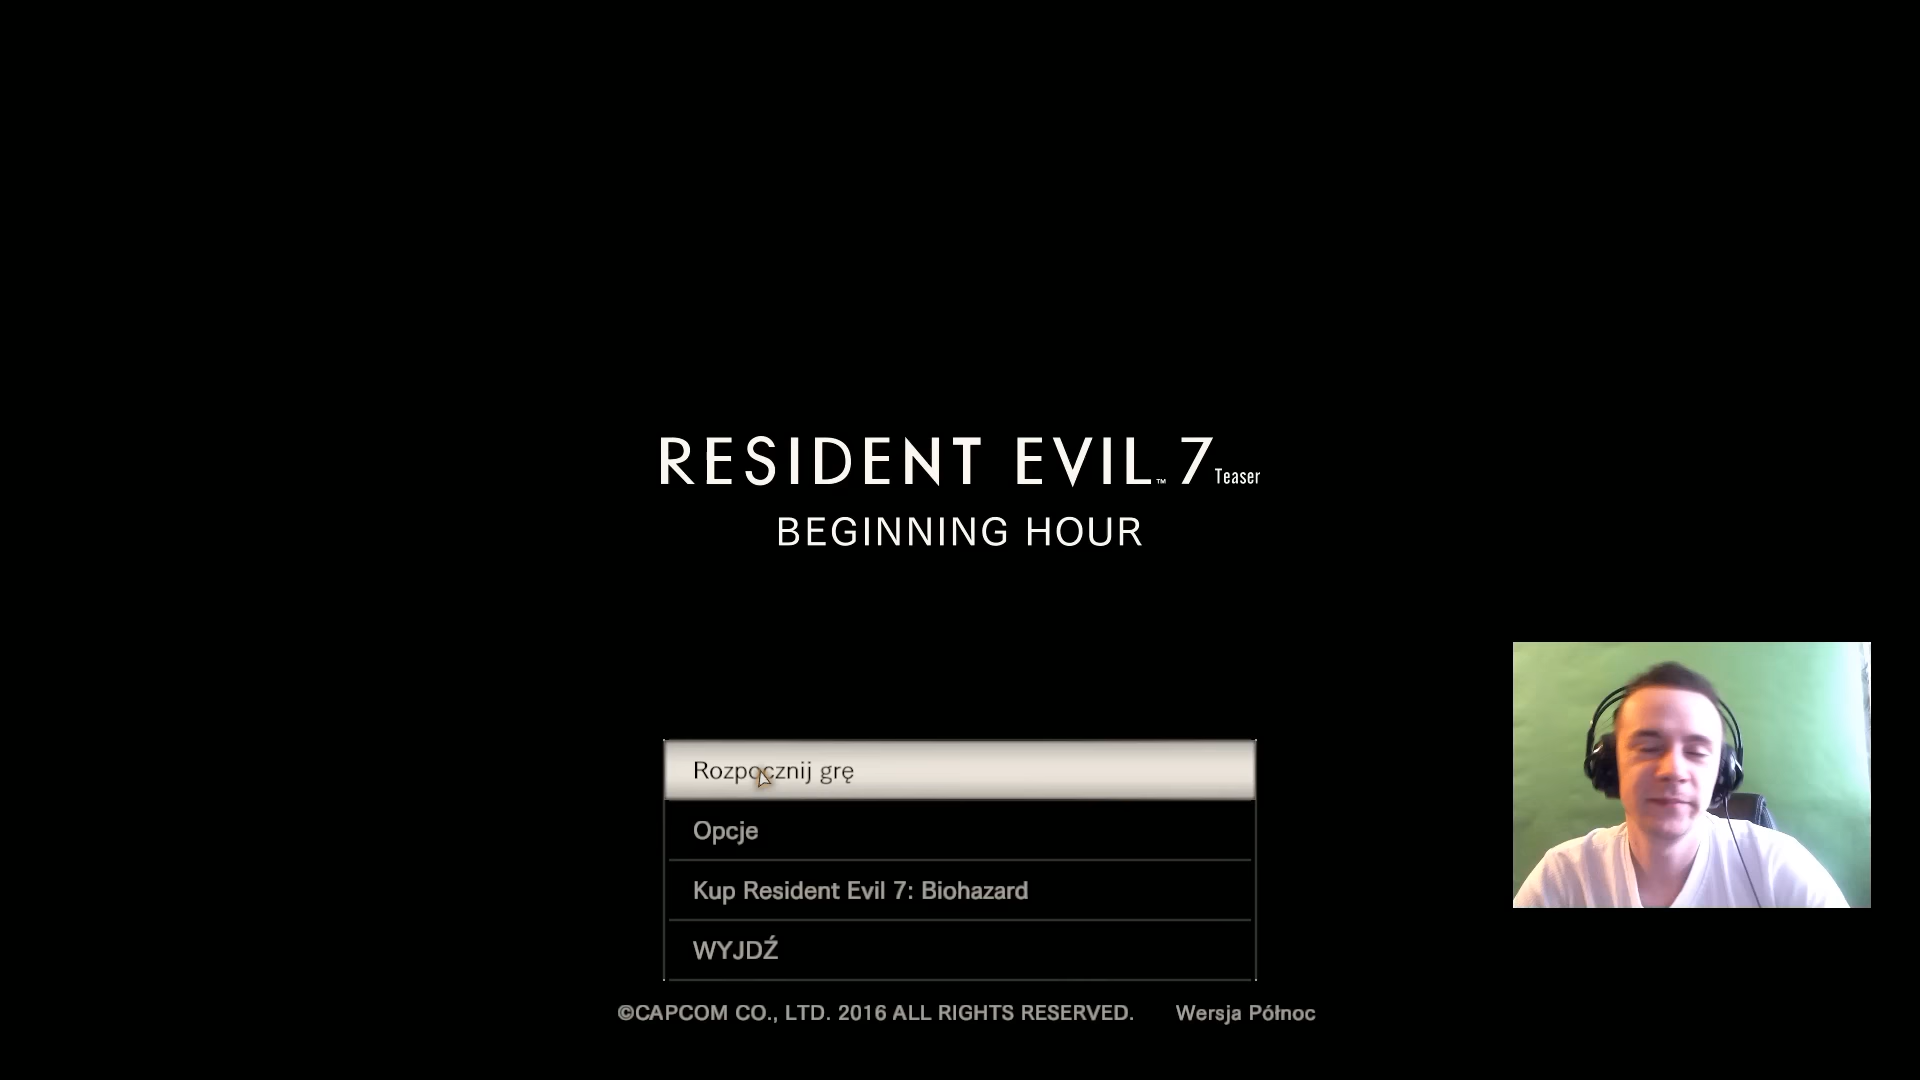 RESIDENT EVIL™ 7 Teaser
BEGINNING HOUR
Rozpocznij grę
Opcje
Kup Resident Evil 7: Biohazard
WYJDŹ
©CAPCOM CO., LTD. 2016 ALL RIGHTS RESERVED. Wersja Północ